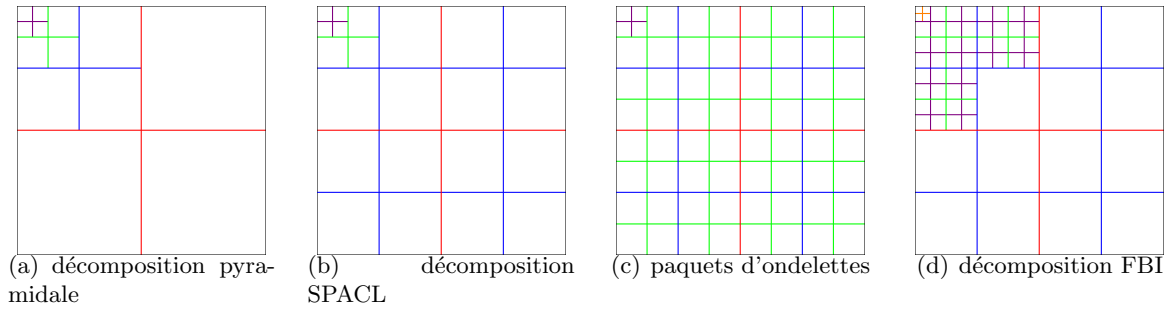 (a) décomposition pyra-
midale
(b) décomposition
SPACL
(c) paquets d'ondelettes
(d) décomposition FBI